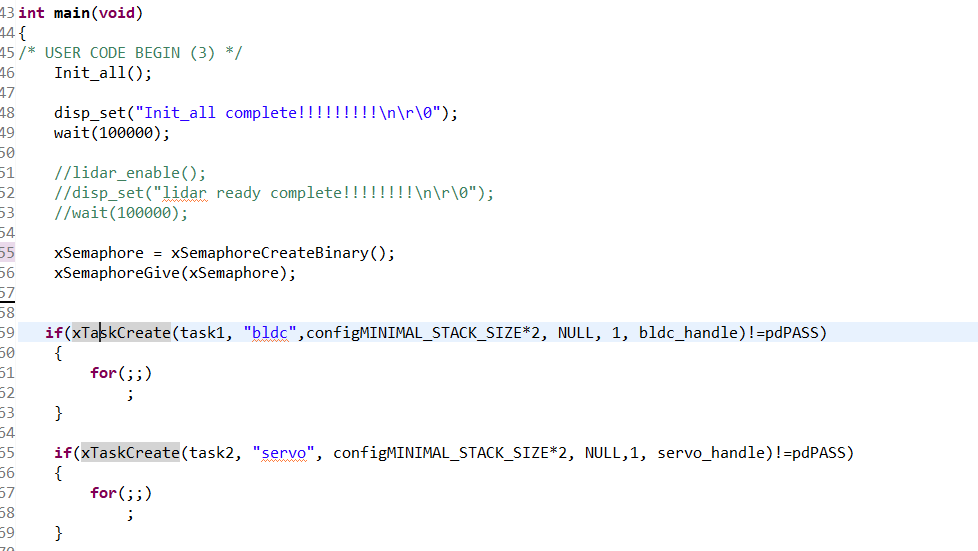 43 int main(void)
44 {
45 /* USER CODE BEGIN (3) */
46     Init_all();
47
48     disp_set("Init_all complete!!!!!!!!!\n\r\0");
49     wait(100000);
50
51     //lidar_enable();
52     //disp_set("lidar ready complete!!!!!!!!\n\r\0");
53     //wait(100000);
54
55     xSemaphore = xSemaphoreCreateBinary();
56     xSemaphoreGive(xSemaphore);
57
58
59    if(xTaskCreate(task1, "bldc",configMINIMAL_STACK_SIZE*2, NULL, 1, bldc_handle)!=pdPASS)
60     {
61         for(;;)
62             ;
63     }
64
65     if(xTaskCreate(task2, "servo", configMINIMAL_STACK_SIZE*2, NULL,1, servo_handle)!=pdPASS)
66     {
67         for(;;)
68             ;
69     }